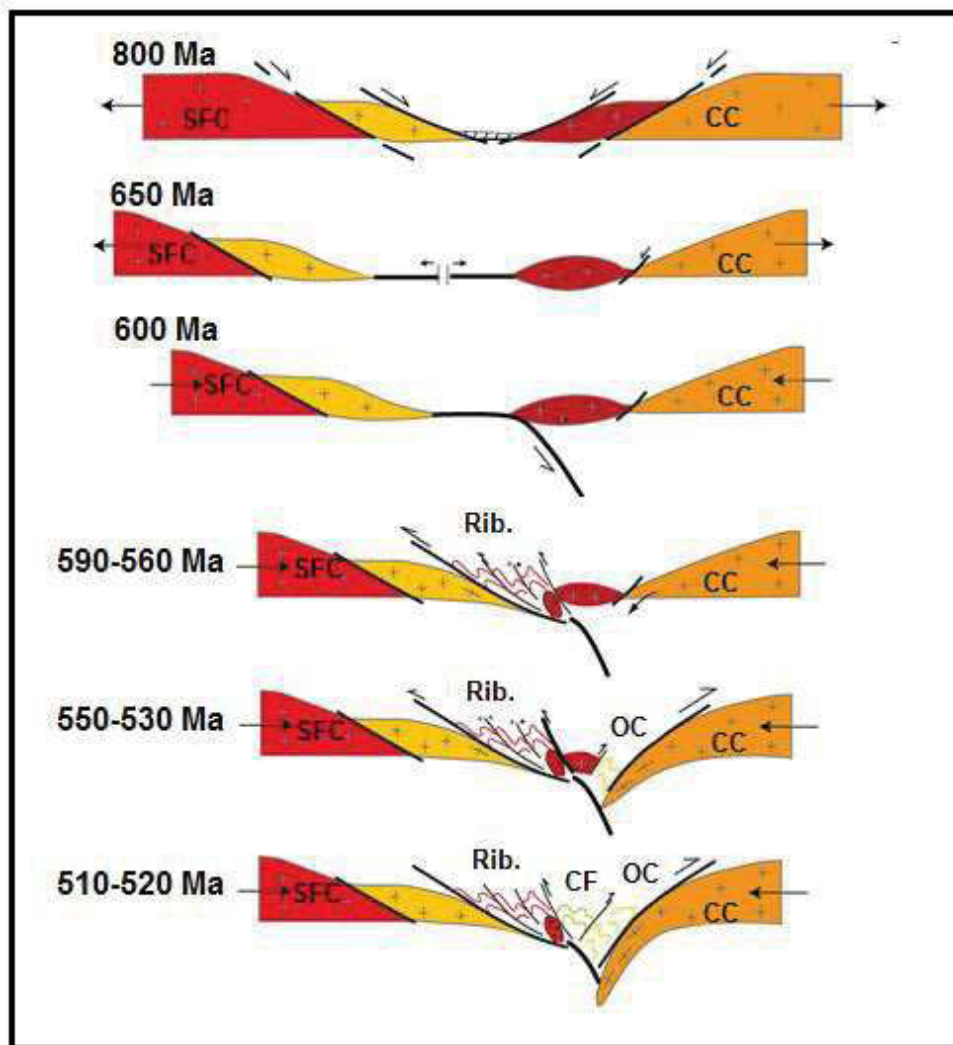 800 Ma
SFC CC
650 Ma
SFC CC
600 Ma
SFC CC
590-560 Ma
Rib.
SFC CC
550-530 Ma
Rib.
OC
SFC CC
510-520 Ma
Rib. CF OC
SFC CC